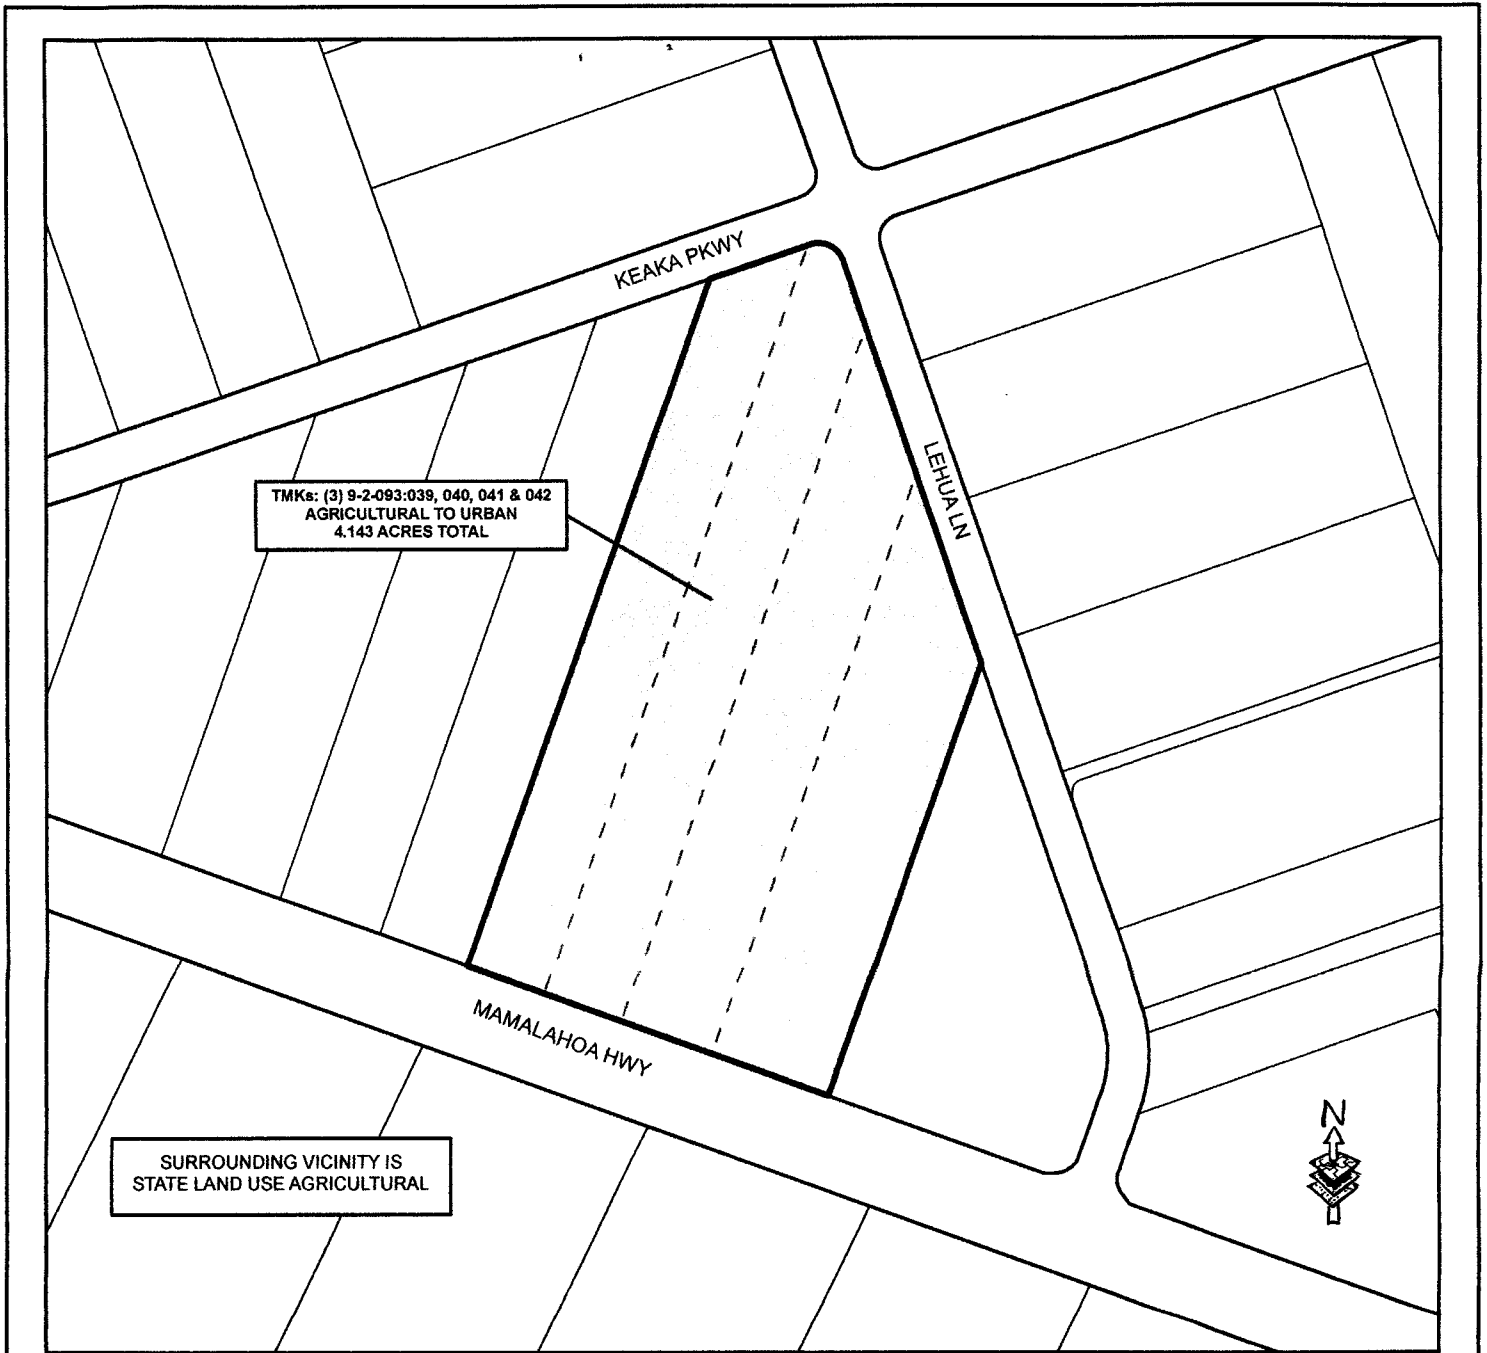 KEAKA PKWY
TMKs: (3) 9-2-093:039, 040, 041 & 042
AGRICULTURAL TO URBAN
4.143 ACRES TOTAL
LEHUA LN
MAMALAHOA HWY
SURROUNDING VICINITY IS
STATE LAND USE AGRICULTURAL
N